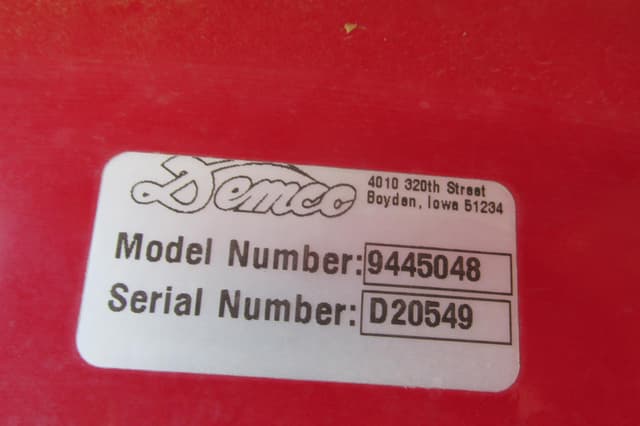 Demco
4010 320th Street
Boyden, Iowa 51234
Model Number: 9445048
Serial Number: D20549